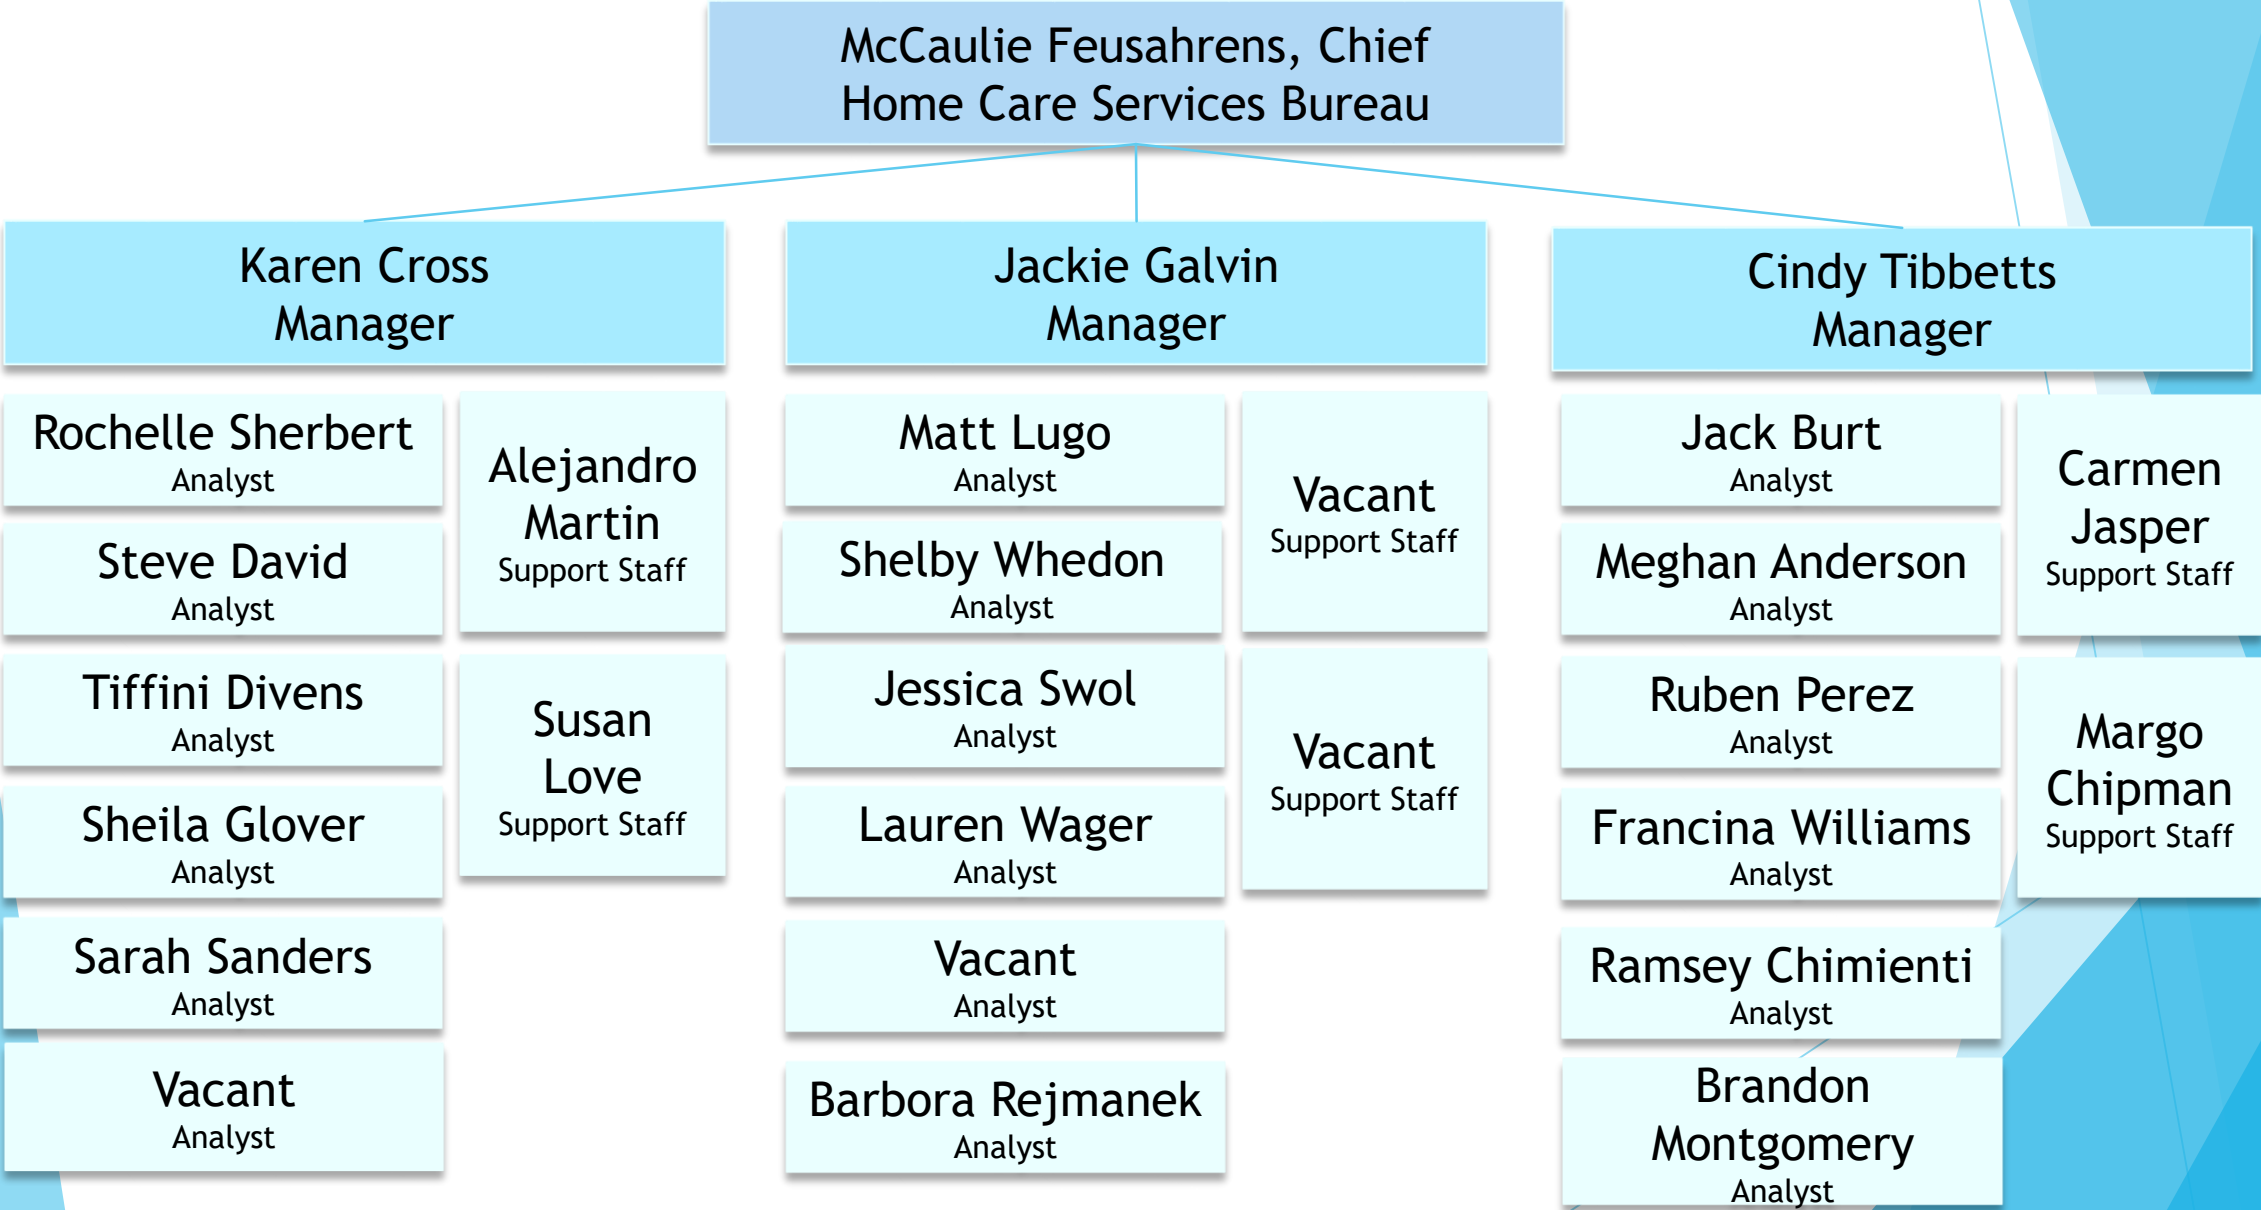 McCaulie Feusahrens, Chief
Home Care Services Bureau
Karen Cross
Manager
Rochelle Sherbert
Analyst
Steve David
Analyst
Tiffini Divens
Analyst
Sheila Glover
Analyst
Sarah Sanders
Analyst
Vacant
Analyst
Alejandro
Martin
Support Staff
Susan
Love
Support Staff
Jackie Galvin
Manager
Matt Lugo
Analyst
Shelby Whedon
Analyst
Jessica Swol
Analyst
Lauren Wager
Analyst
Vacant
Analyst
Barbora Rejmanek
Analyst
Vacant
Support Staff
Vacant
Support Staff
Cindy Tibbetts
Manager
Jack Burt
Analyst
Meghan Anderson
Analyst
Ruben Perez
Analyst
Francina Williams
Analyst
Ramsey Chimienti
Analyst
Brandon
Montgomery
Analyst
Carmen
Jasper
Support Staff
Margo
Chipman
Support Staff